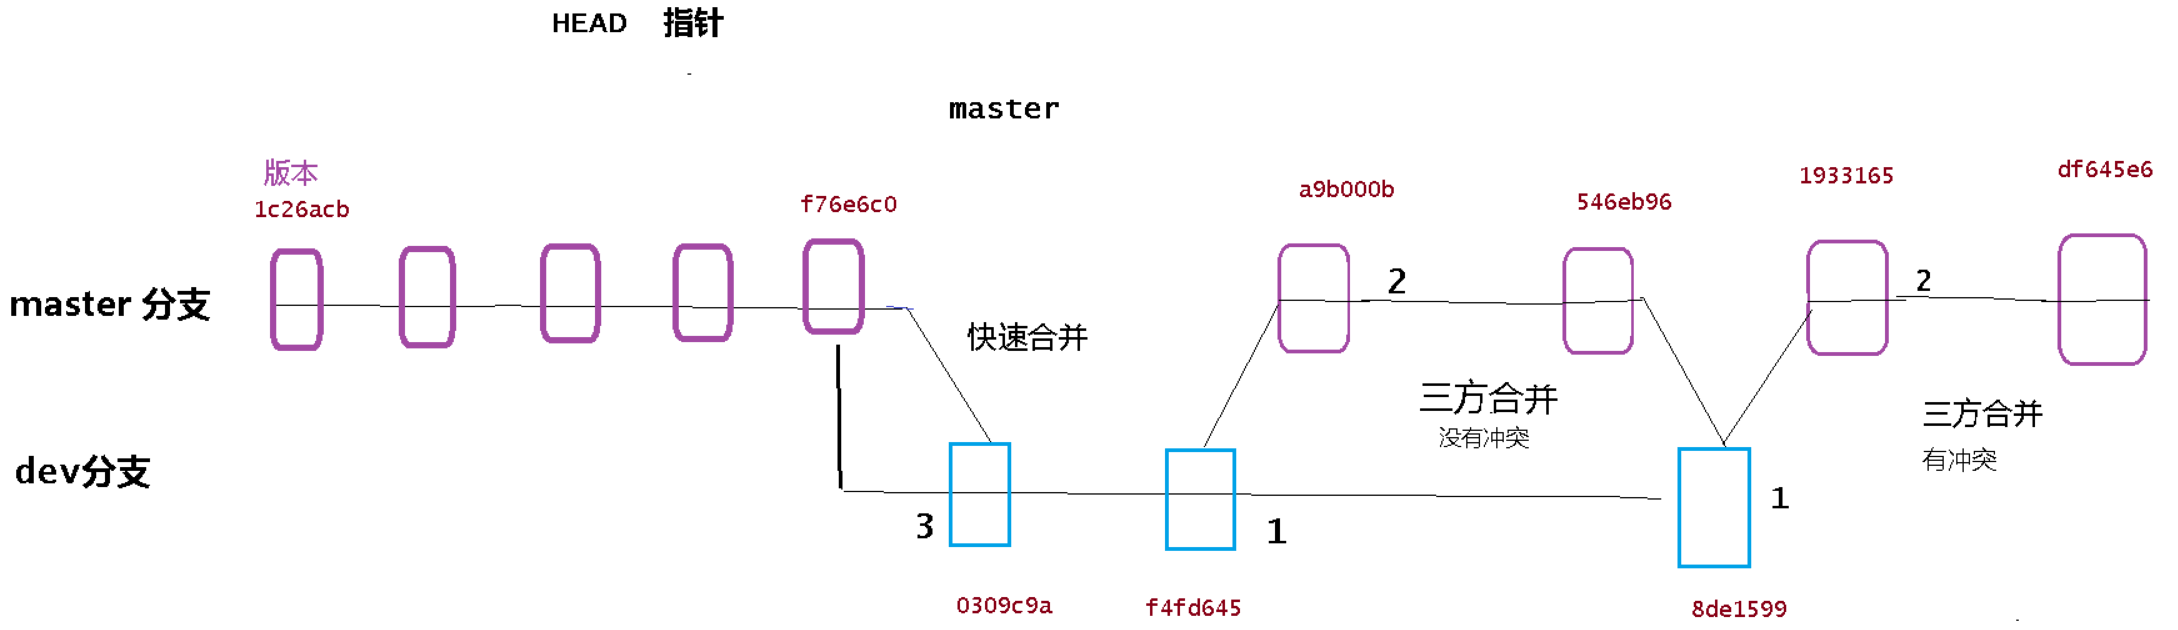 HEAD 指针
master
版本
1c26acb
f76e6c0
a9b000b
546eb96
1933165
df645e6
master 分支
2
2
快速合并
三方合并
没有冲突
三方合并
有冲突
dev分支
3
1
1
0309c9a
f4fd645
8de1599